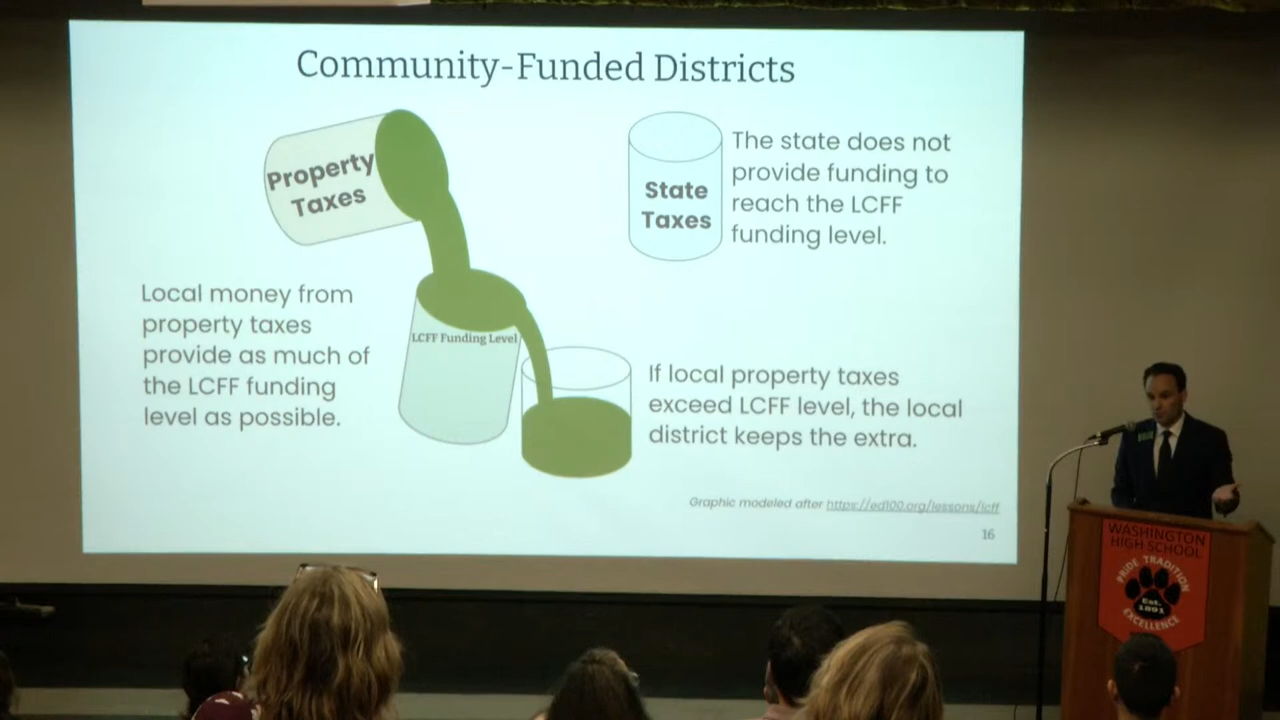 Community-Funded Districts
Property
Taxes
State
Taxes
The state does not
provide funding to
reach the LCFF
funding level.
Local money from
property taxes
provide as much of
the LCFF funding
level as possible.
LCFF Funding Level
If local property taxes
exceed LCFF level, the local
district keeps the extra.
Graphic modeled after https://ed100.org/lessons/lcff
16
WASHINGTON
HIGH SCHOOL
PRIDE TRADITION
Est.
1891
EXCELLENCE